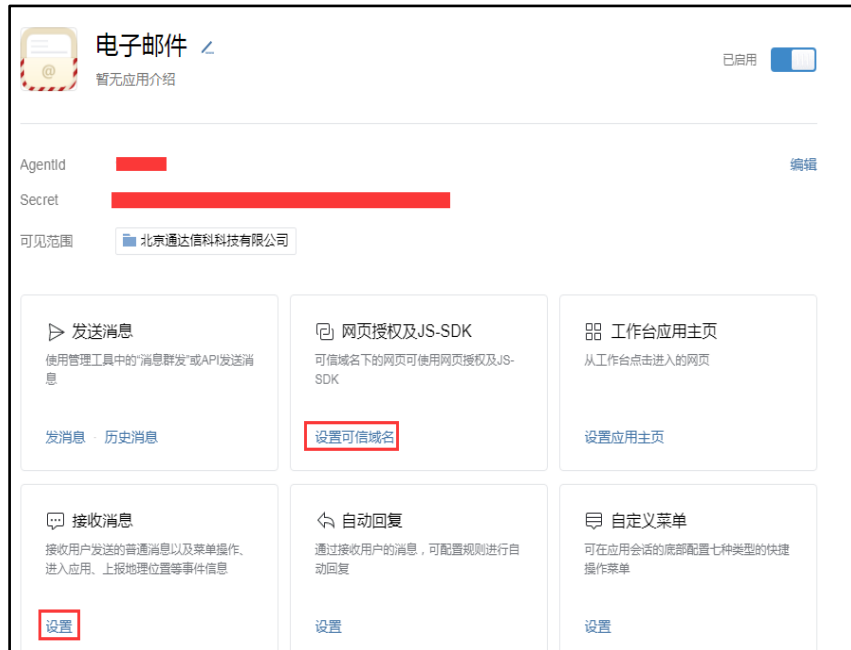 电子邮件
已启用
暂无应用介绍
AgentId
编辑
Secret
可见范围 北京通达信科科技有限公司
发送消息
使用管理工具中的“消息群发”或API发送消
息
发消息 · 历史消息
网页授权及JS-SDK
可信域名下的网页可使用网页授权及JS-
SDK
设置可信域名
工作台应用主页
从工作台点击进入的网页
设置应用主页
接收消息
接收用户发送的普通消息以及菜单操作、
进入应用、上报地理位置等事件信息
设置
自动回复
通过接收用户的消息，可配置规则进行自
动回复
设置
自定义菜单
可在应用会话的底部配置七种类型的快捷
操作菜单
设置